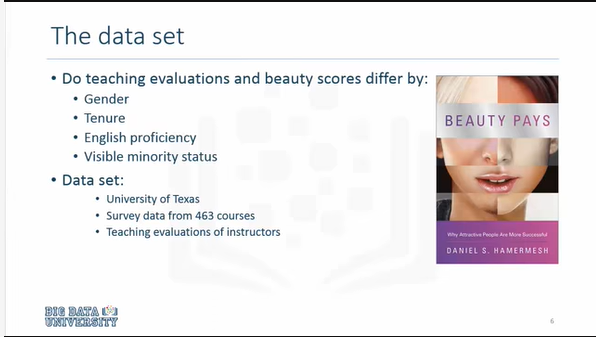 The data set
• Do teaching evaluations and beauty scores differ by:
• Gender
• Tenure
• English proficiency
• Visible minority status
• Data set:
• University of Texas
• Survey data from 463 courses
• Teaching evaluations of instructors
BEAUTY PAYS
Why Attractive People Are More Successful
DANIEL S. HAMERMESH
BIG DATA
UNIVERSITY
6